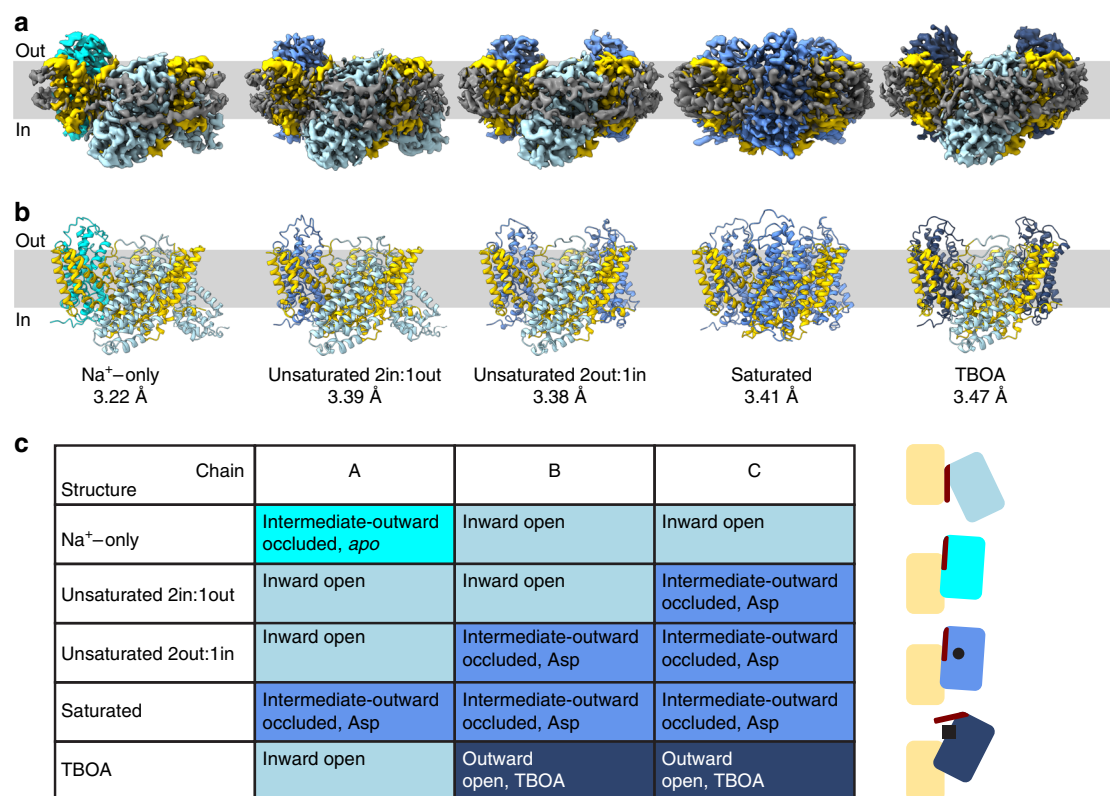 a
Out
In
b
Out
In
Na⁺–only
3.22 Å
Unsaturated 2in:1out
3.39 Å
Unsaturated 2out:1in
3.38 Å
Saturated
3.41 Å
TBOA
3.47 Å
c
Chain
Structure
A
B
C
Na⁺–only
Intermediate-outward
occluded, apo
Inward open
Inward open
Unsaturated 2in:1out
Inward open
Inward open
Intermediate-outward
occluded, Asp
Unsaturated 2out:1in
Inward open
Intermediate-outward
occluded, Asp
Intermediate-outward
occluded, Asp
Saturated
Intermediate-outward
occluded, Asp
Intermediate-outward
occluded, Asp
Intermediate-outward
occluded, Asp
TBOA
Inward open
Outward
open, TBOA
Outward
open, TBOA